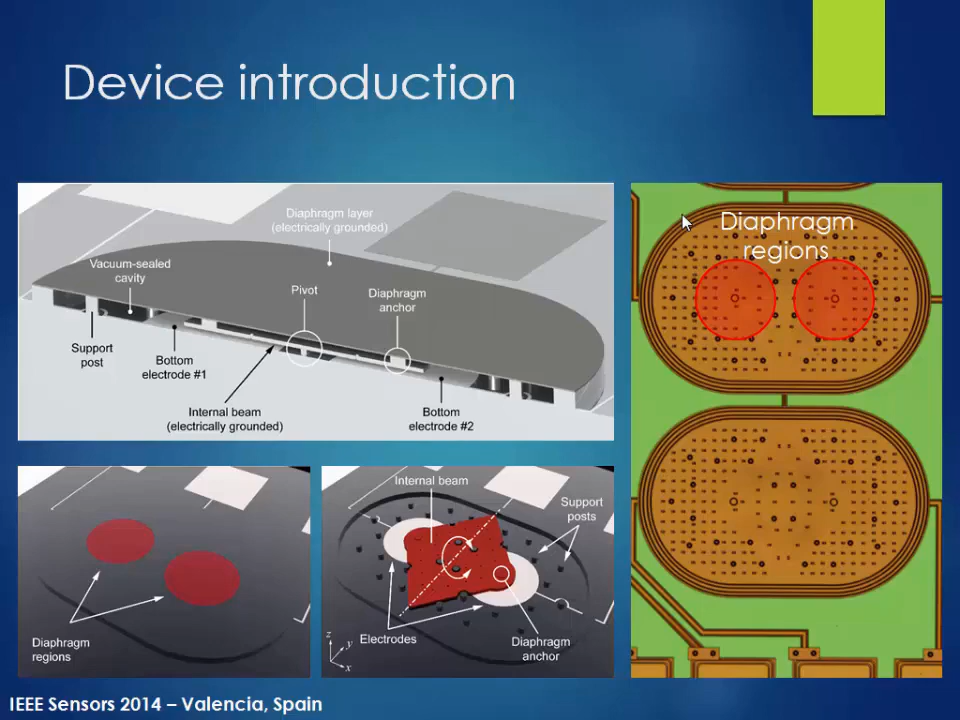 Device introduction
Diaphragm layer
(electrically grounded)
Vacuum-sealed
cavity
Pivot
Diaphragm
anchor
Support
post
Bottom
electrode #1
Internal beam
(electrically grounded)
Bottom
electrode #2
Diaphragm
regions
Diaphragm
regions
Internal beam
Support
posts
Electrodes
Diaphragm
anchor
z
y
x
IEEE Sensors 2014 – Valencia, Spain